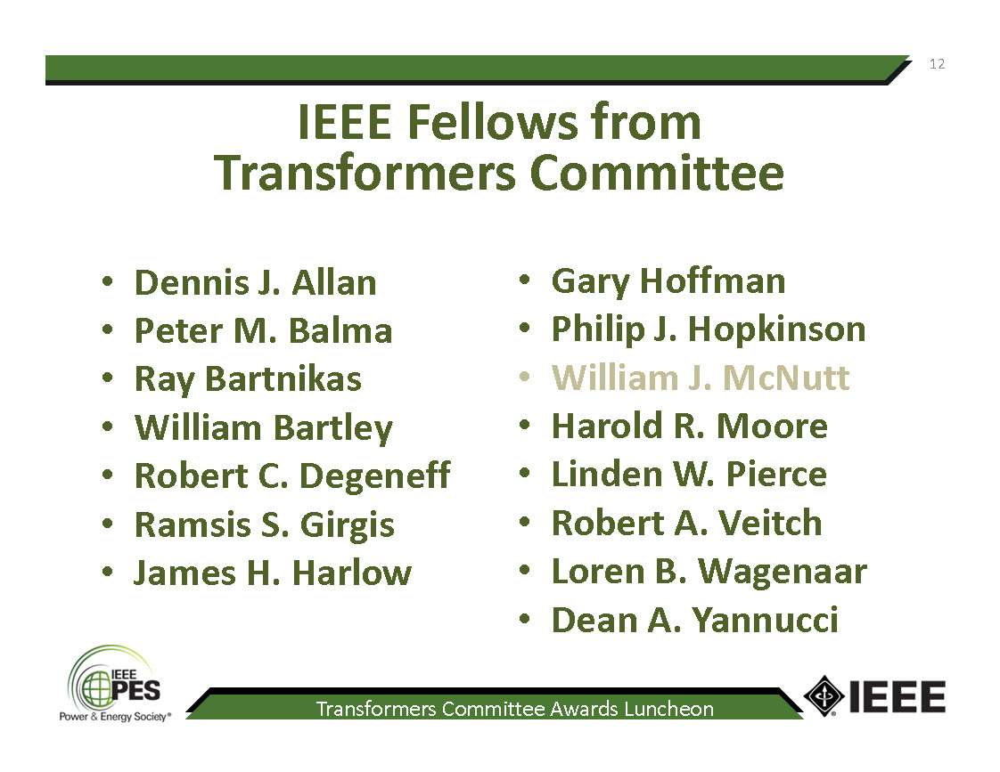 12
IEEE Fellows from
Transformers Committee
• Dennis J. Allan
• Peter M. Balma
• Ray Bartnikas
• William Bartley
• Robert C. Degeneff
• Ramsis S. Girgis
• James H. Harlow
• Gary Hoffman
• Philip J. Hopkinson
• William J. McNutt
• Harold R. Moore
• Linden W. Pierce
• Robert A. Veitch
• Loren B. Wagenaar
• Dean A. Yannucci
IEEE
PES
Power & Energy Society®
Transformers Committee Awards Luncheon
IEEE